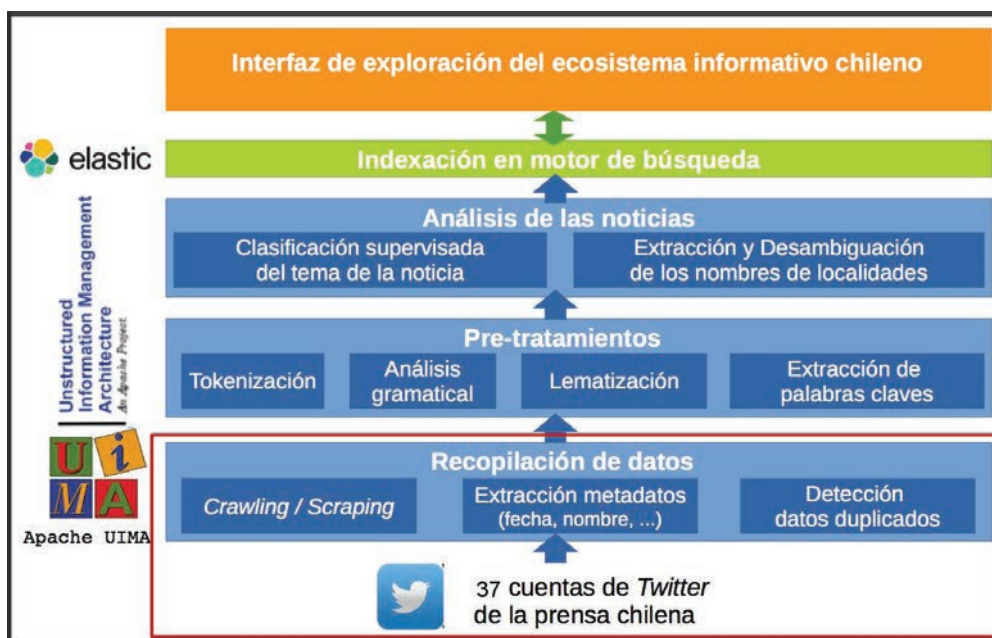 Interfaz de exploración del ecosistema informativo chileno
elastic
Indexación en motor de búsqueda
Unstructured
Information Management
Architecture
An Apache Project.
Análisis de las noticias
Clasificación supervisada
del tema de la noticia
Extracción y Desambiguación
de los nombres de localidades
Pre-tratamientos
Tokenización
Análisis
gramatical
Lematización
Extracción de
palabras claves
UiMA
Apache UIMA
Recopilación de datos
Crawling / Scraping
Extracción metadatos
(fecha, nombre, ...)
Detección
datos duplicados
37 cuentas de Twitter
de la prensa chilena